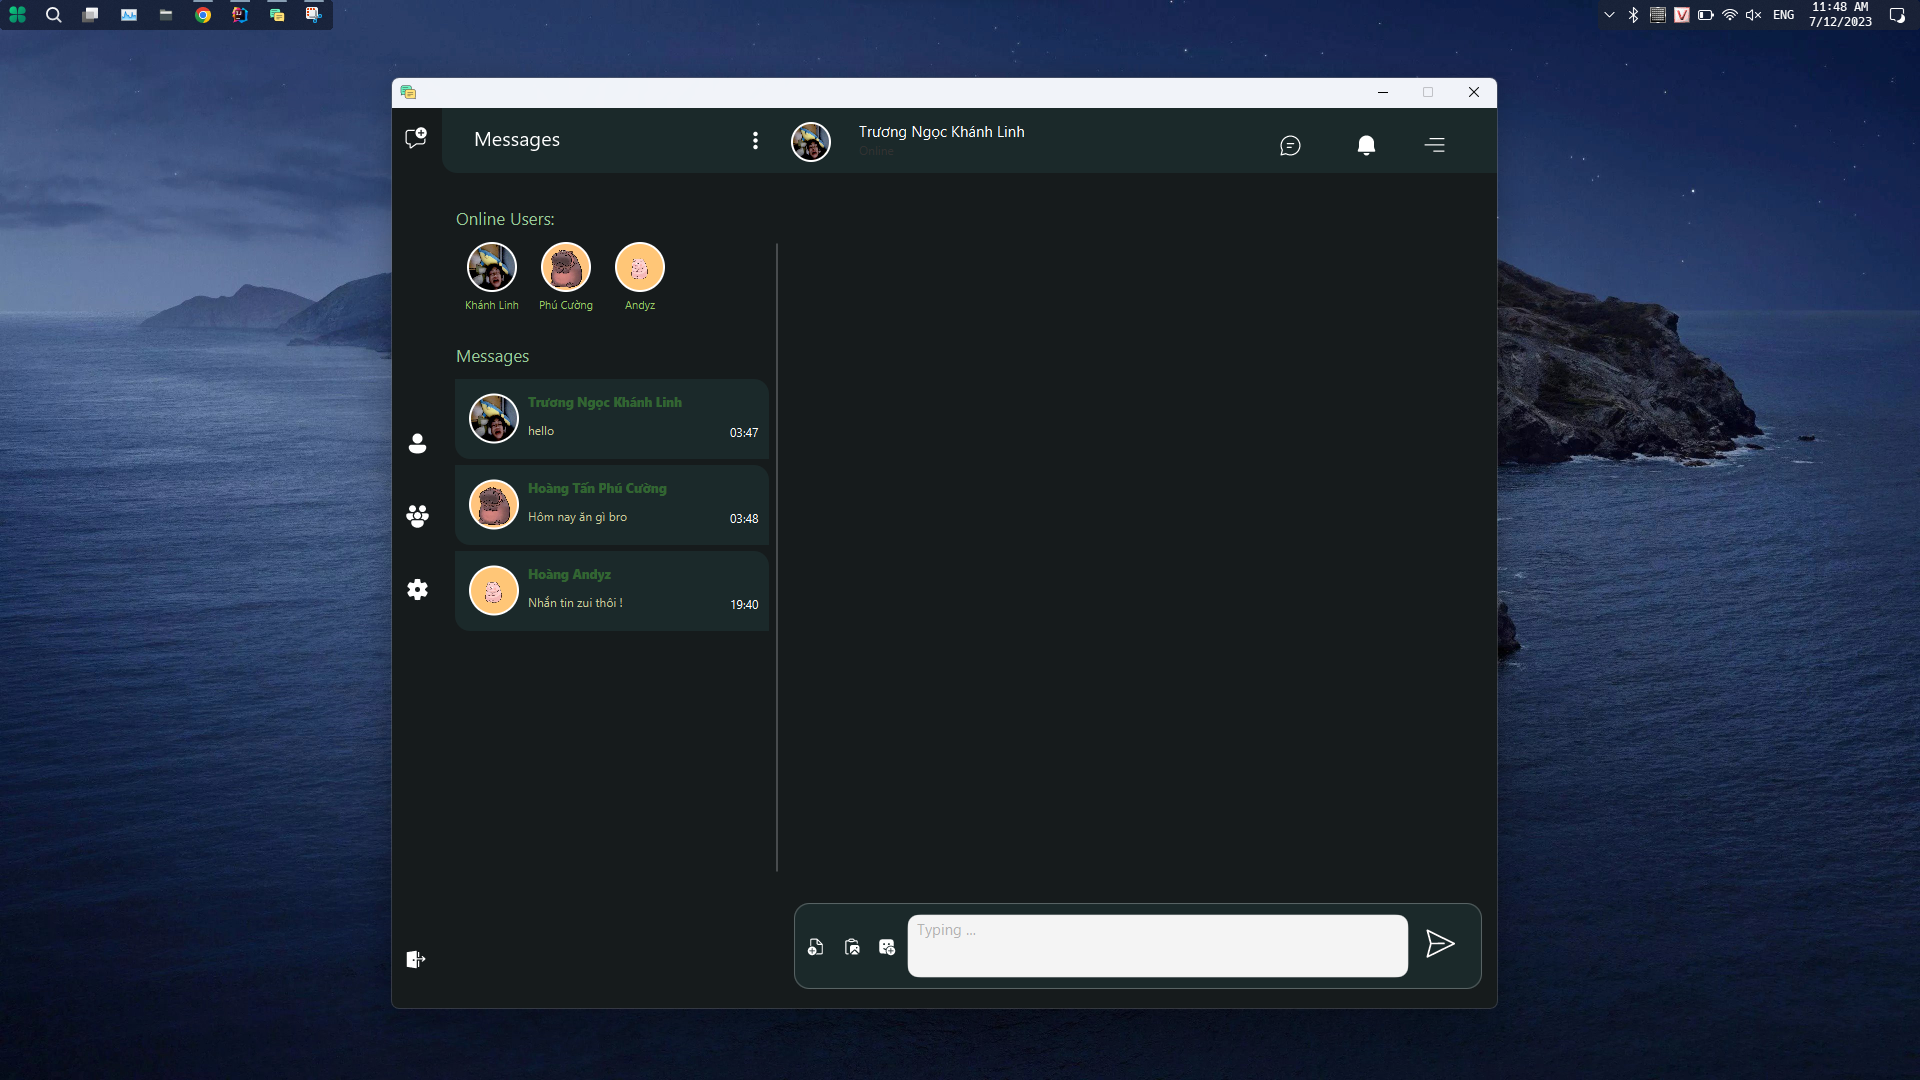 11:48 AM
ENG
7/12/2023
Messages
Trương Ngọc Khánh Linh
Online
Online Users:
Khánh Linh
Phú Cường
Andyz
Messages
Trương Ngọc Khánh Linh
hello
03:47
Hoàng Tấn Phú Cường
Hôm nay ăn gì bro
03:48
Hoàng Andyz
Nhắn tin zui thôi !
19:40
Typing ...